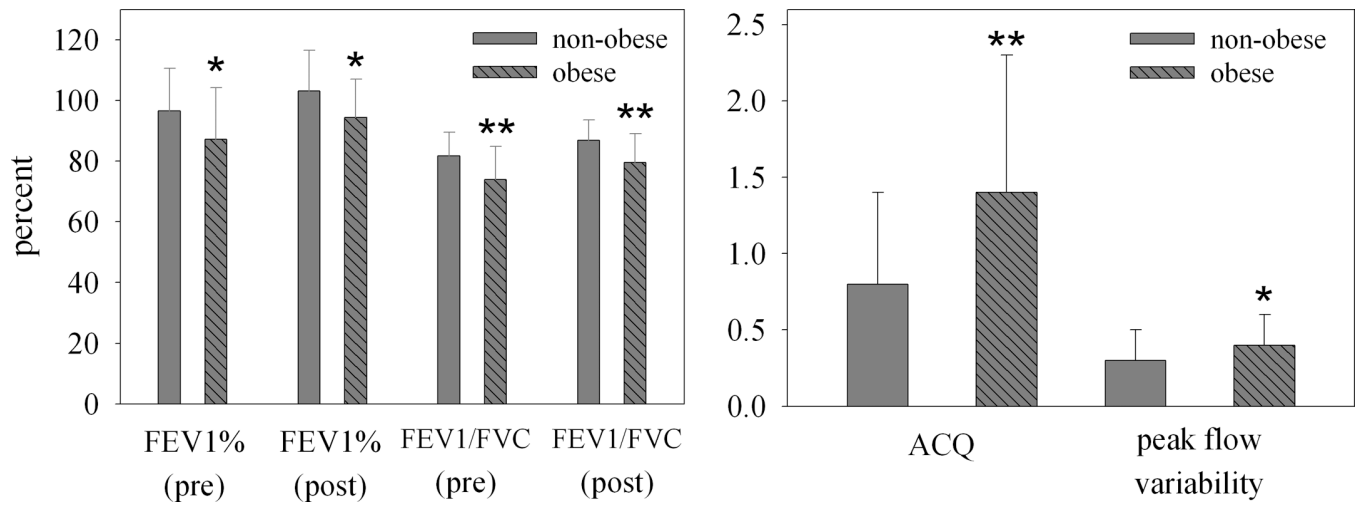 percent
120
100
80
60
40
20
0
non-obese
obese
*
*
**
**
FEV1%
(pre)
FEV1%
(post)
FEV1/FVC
(pre)
FEV1/FVC
(post)
2.5
2.0
1.5
1.0
0.5
0.0
non-obese
obese
**
*
ACQ
peak flow
variability